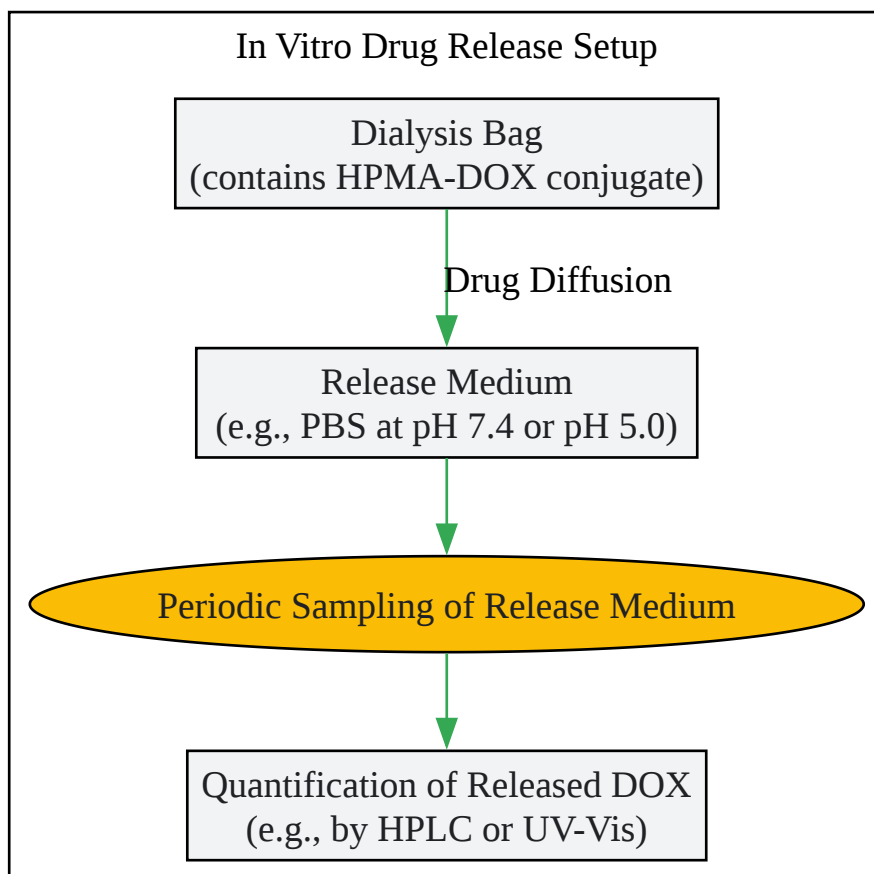 In Vitro Drug Release Setup
Dialysis Bag
(contains HPMA-DOX conjugate)
Drug Diffusion
Release Medium
(e.g., PBS at pH 7.4 or pH 5.0)
Periodic Sampling of Release Medium
Quantification of Released DOX
(e.g., by HPLC or UV-Vis)